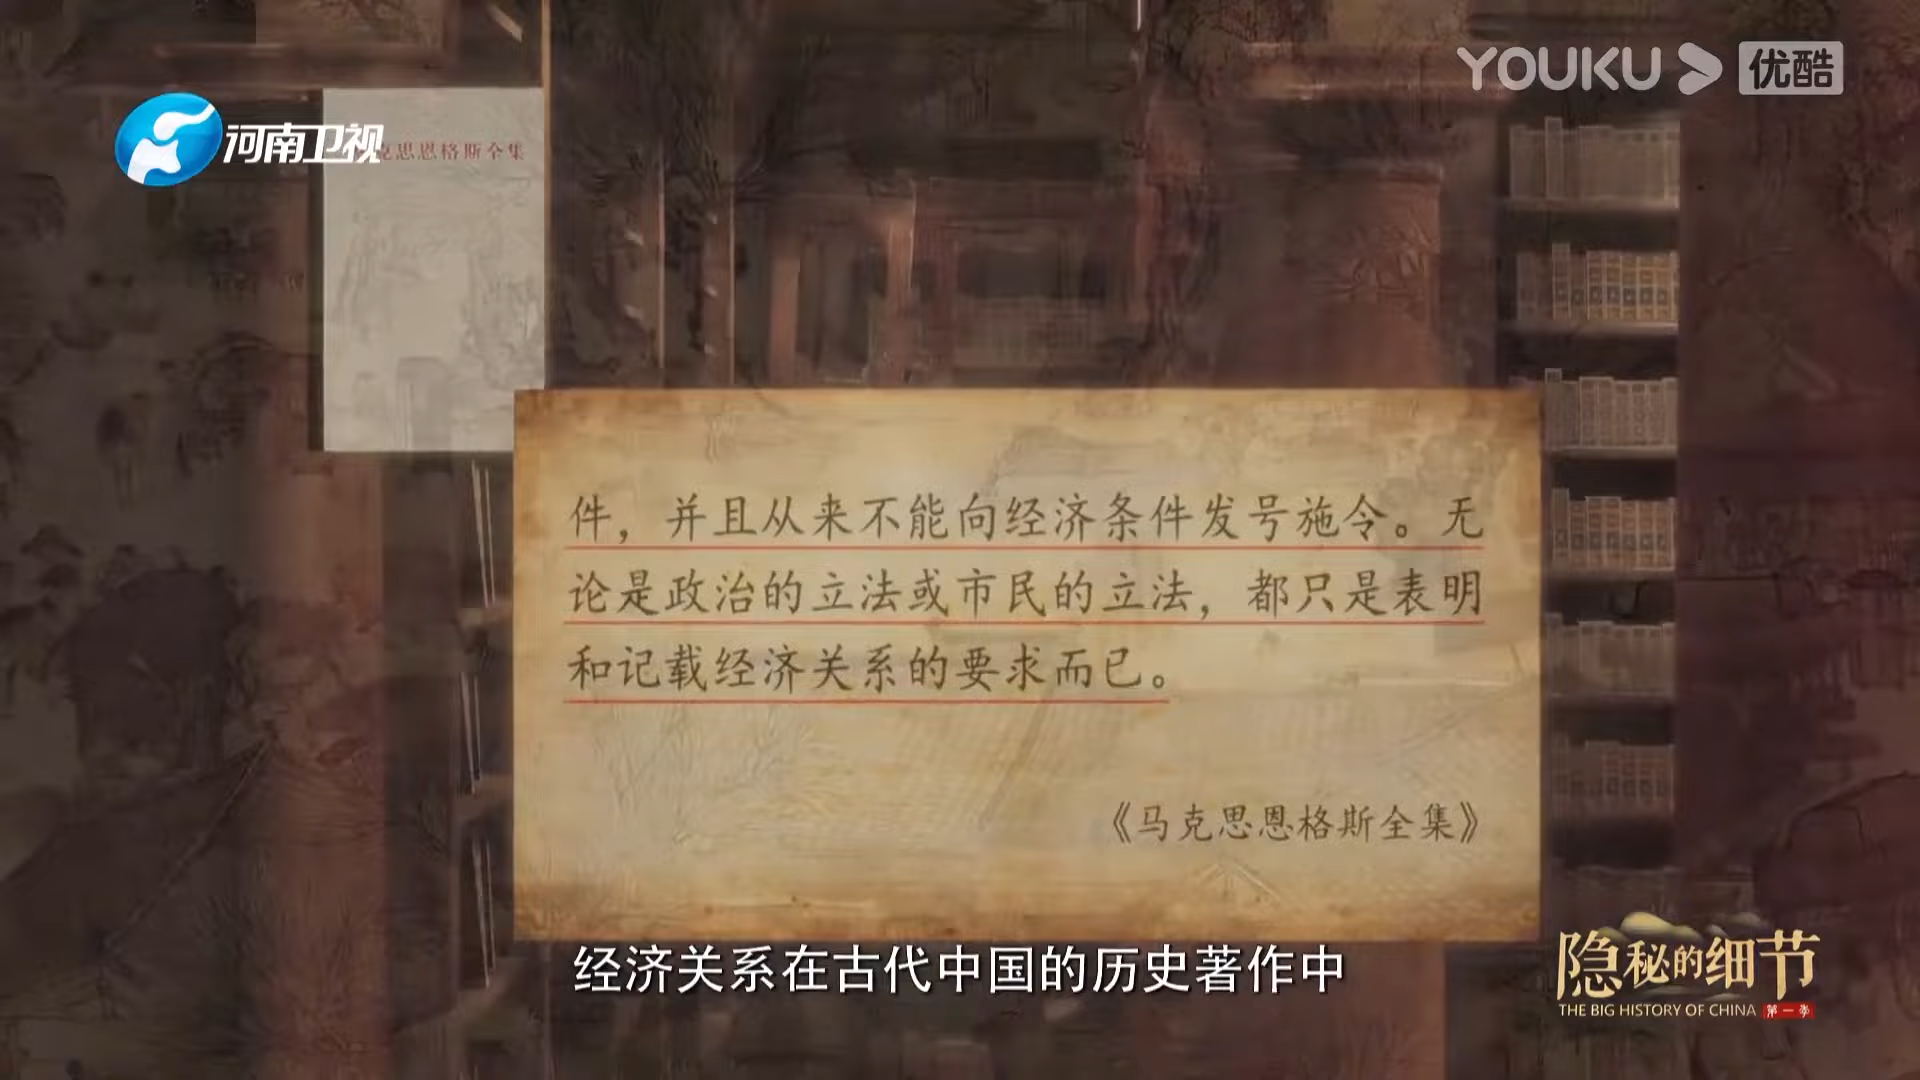 YOUKU 优酷
河南卫视
克思恩格斯全集
件，并且从来不能向经济条件发号施令。无
论是政治的立法或市民的立法，都只是表明
和记载经济关系的要求而已。
《马克思恩格斯全集》
经济关系在古代中国的历史著作中
隐秘的细节
THE BIG HISTORY OF CHINA 第一季